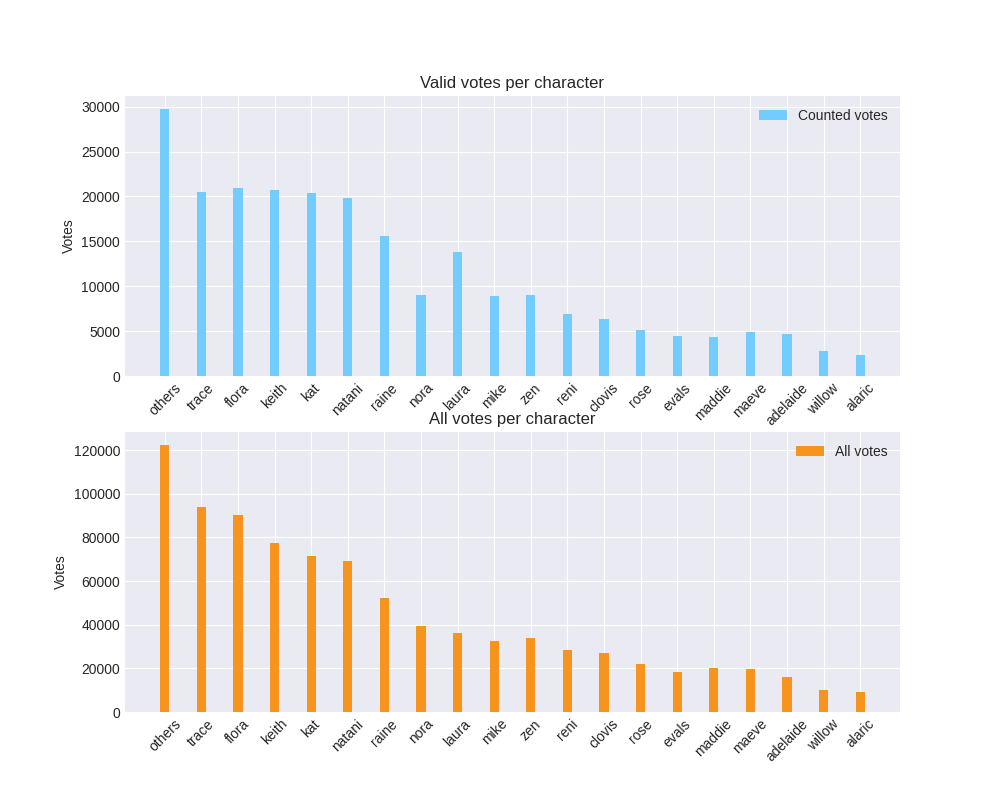 Valid votes per character
30000
25000
20000
15000
10000
5000
0
Votes
Counted votes
others trace flora keith kat natani raine nora laura mike zen reni clovis rose evals maddie maeve adelaide willow alaric
All votes per character
120000
100000
80000
60000
40000
20000
0
Votes
All votes
others trace flora keith kat natani raine nora laura mike zen reni clovis rose evals maddie maeve adelaide willow alaric